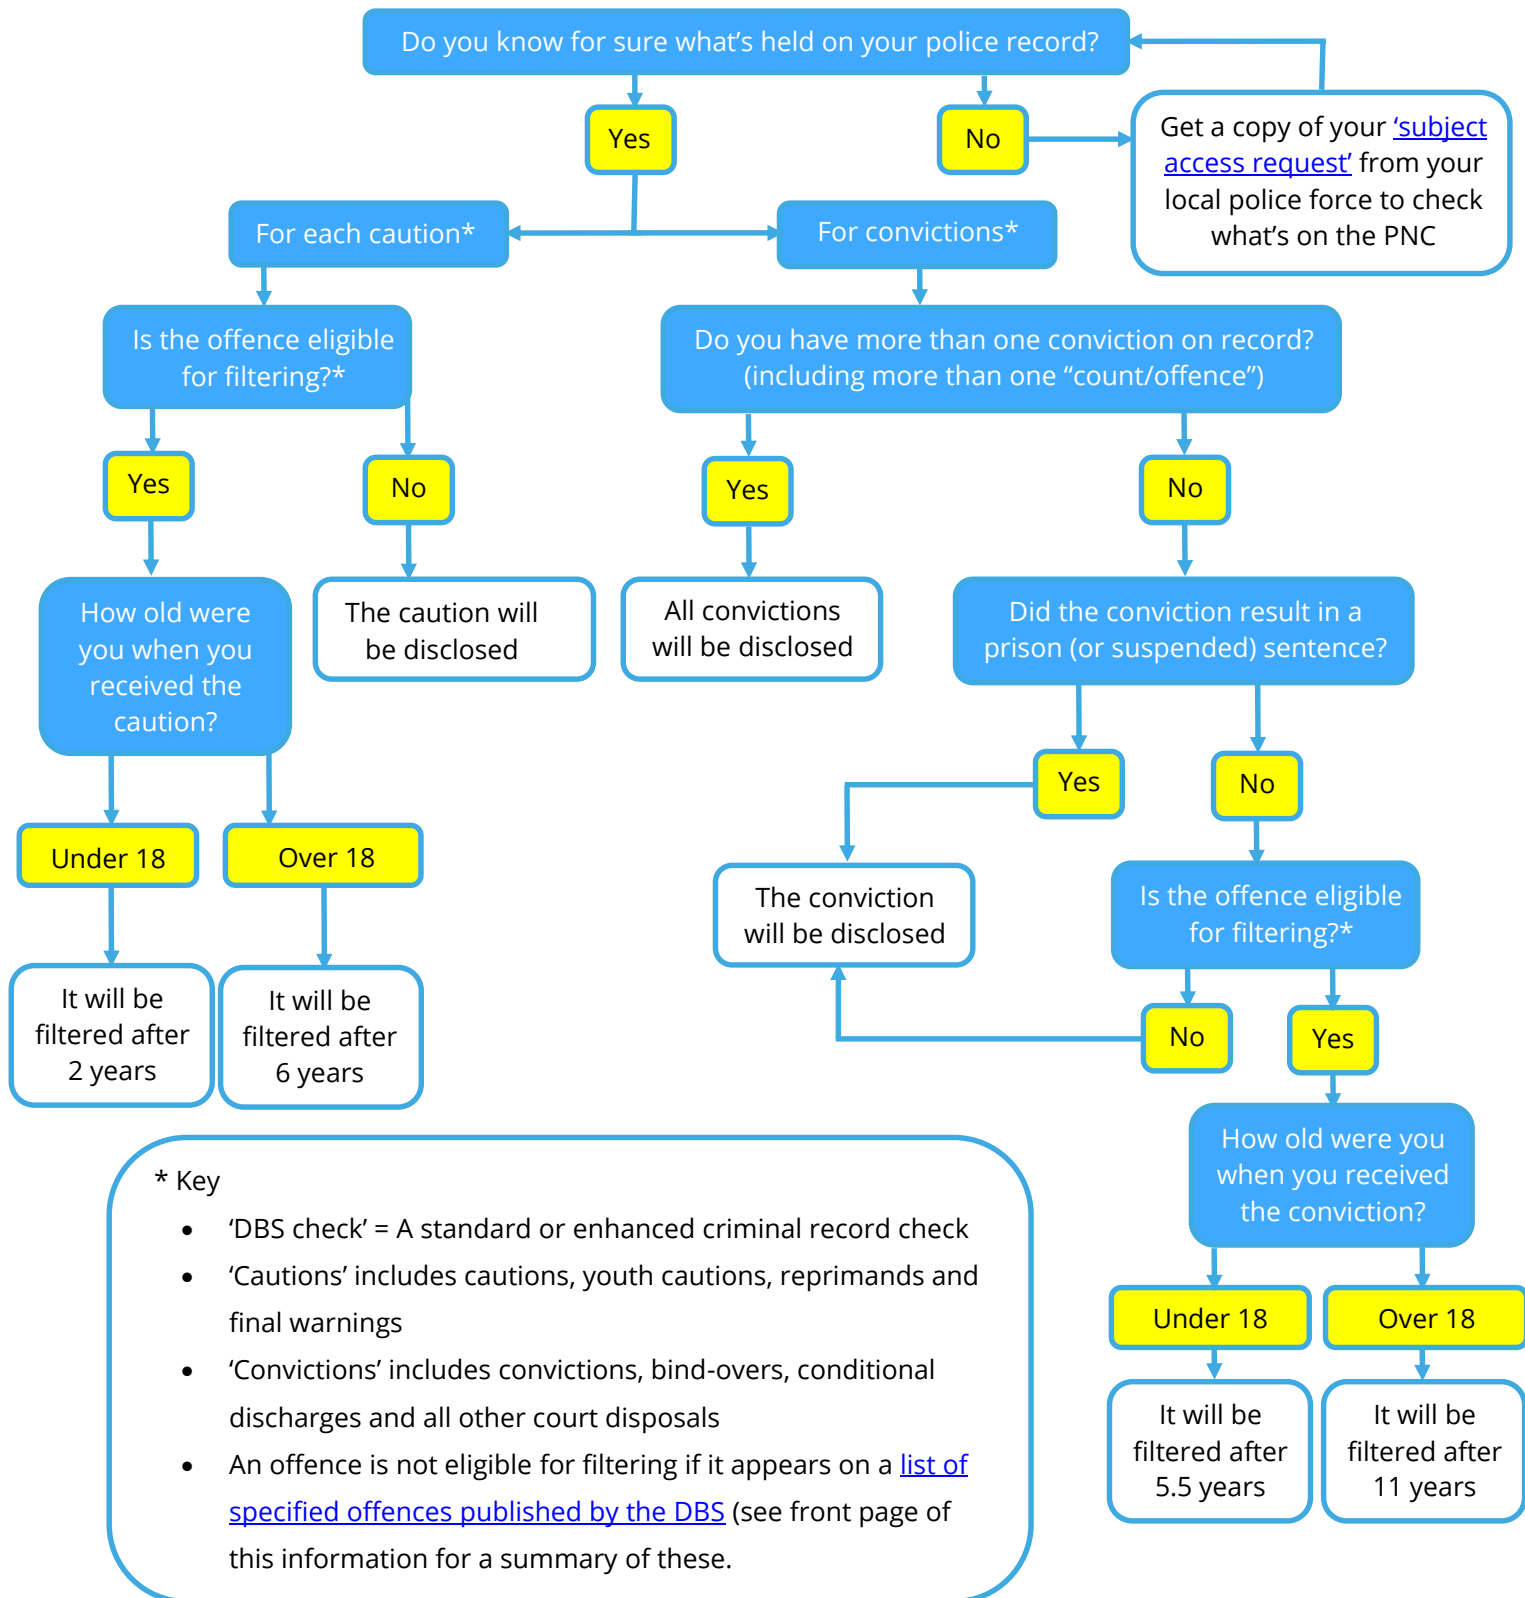 Do you know for sure what’s held on your police record?
Yes
No
Get a copy of your ‘subject
access request’ from your
local police force to check
what’s on the PNC
For each caution*
For convictions*
Is the offence eligible
for filtering?*
Do you have more than one conviction on record?
(including more than one “count/offence”)
Yes
No
Yes
No
How old were
you when you
received the
caution?
The caution will
be disclosed
All convictions
will be disclosed
Did the conviction result in a
prison (or suspended) sentence?
Yes
No
Under 18
Over 18
The conviction
will be disclosed
Is the offence eligible
for filtering?*
It will be
filtered after
2 years
It will be
filtered after
6 years
No
Yes
How old were you
when you received
the conviction?
Under 18
Over 18
It will be
filtered after
5.5 years
It will be
filtered after
11 years
* Key
• ‘DBS check’ = A standard or enhanced criminal record check
• ‘Cautions’ includes cautions, youth cautions, reprimands and
final warnings
• ‘Convictions’ includes convictions, bind-overs, conditional
discharges and all other court disposals
• An offence is not eligible for filtering if it appears on a list of
specified offences published by the DBS (see front page of
this information for a summary of these.